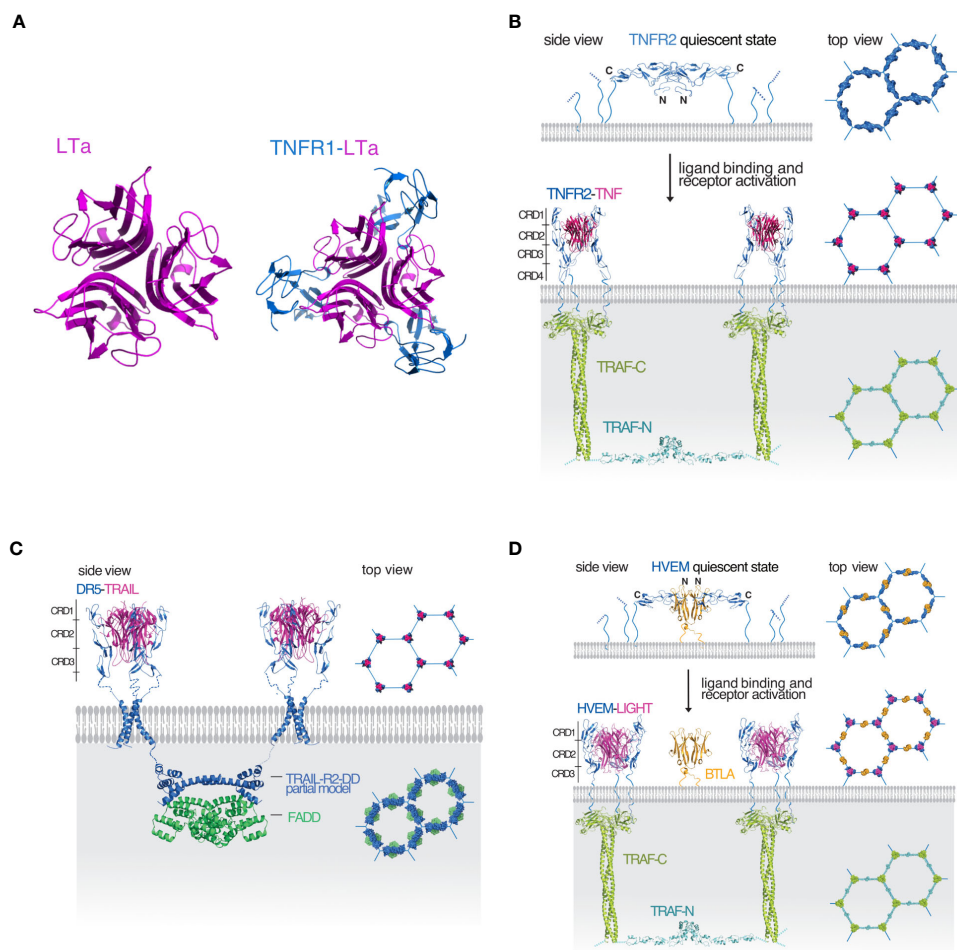 A
LTa
TNFR1-LTa
B
side view
TNFR2 quiescent state
top view
C
C
N
N
ligand binding and
receptor activation
TNFR2-TNF
CRD1
CRD2
CRD3
CRD4
TRAF-C
TRAF-N
C
side view
top view
DR5-TRAIL
CRD1
CRD2
CRD3
TRAIL-R2-DD
partial model
FADD
D
side view
HVEM quiescent state
top view
N
N
C
C
ligand binding and
receptor activation
HVEM-LIGHT
CRD1
CRD2
CRD3
BTLA
TRAF-C
TRAF-N